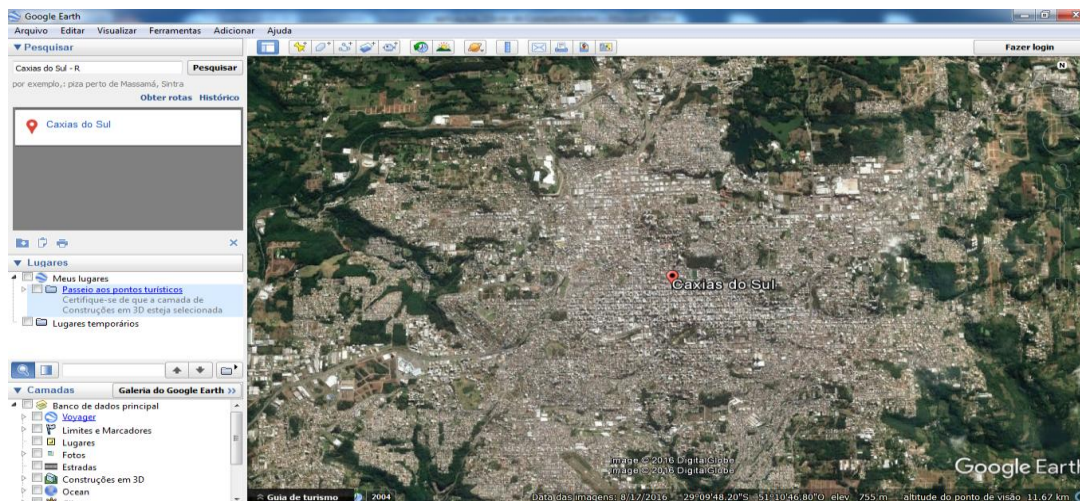 Google Earth
Arquivo Editar Visualizar Ferramentas Adicionar Ajuda
Pesquisar
Fazer login
Caxias do Sul - R
Pesquisar
por exemplo,: piza perto de Massamá, Sintra
Obter rotas Histórico
Caxias do Sul
N
Lugares
Meus lugares
Passeio aos pontos turísticos
Certifique-se de que a camada de
Construções em 3D esteja selecionada
Lugares temporários
Camadas
Galeria do Google Earth >>
Banco de dados principal
Voyager
Limites e Marcadores
Lugares
Fotos
Estradas
Construções em 3D
Ocean
Caxias do Sul
Image © 2016 DigitalGlobe
Image © 2016 DigitalGlobe
Google Earth
Guia de turismo 2004
Data das imagens: 8/17/2016 29°09'48.20"S 51°10'46.80"O elev 755 m altitude do ponto de visão 11.67 km